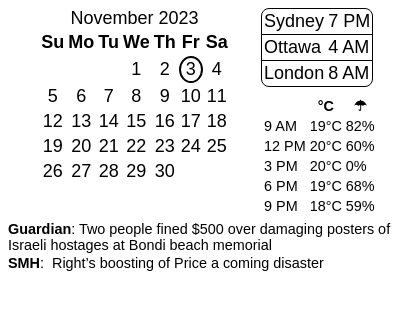 November 2023
Su Mo Tu We Th Fr Sa
1 2 3 4
5 6 7 8 9 10 11
12 13 14 15 16 17 18
19 20 21 22 23 24 25
26 27 28 29 30
Sydney 7 PM
Ottawa 4 AM
London 8 AM
°C ☂
9 AM 19°C 82%
12 PM 20°C 60%
3 PM 20°C 0%
6 PM 19°C 68%
9 PM 18°C 59%
Guardian: Two people fined $500 over damaging posters of
Israeli hostages at Bondi beach memorial
SMH: Right’s boosting of Price a coming disaster